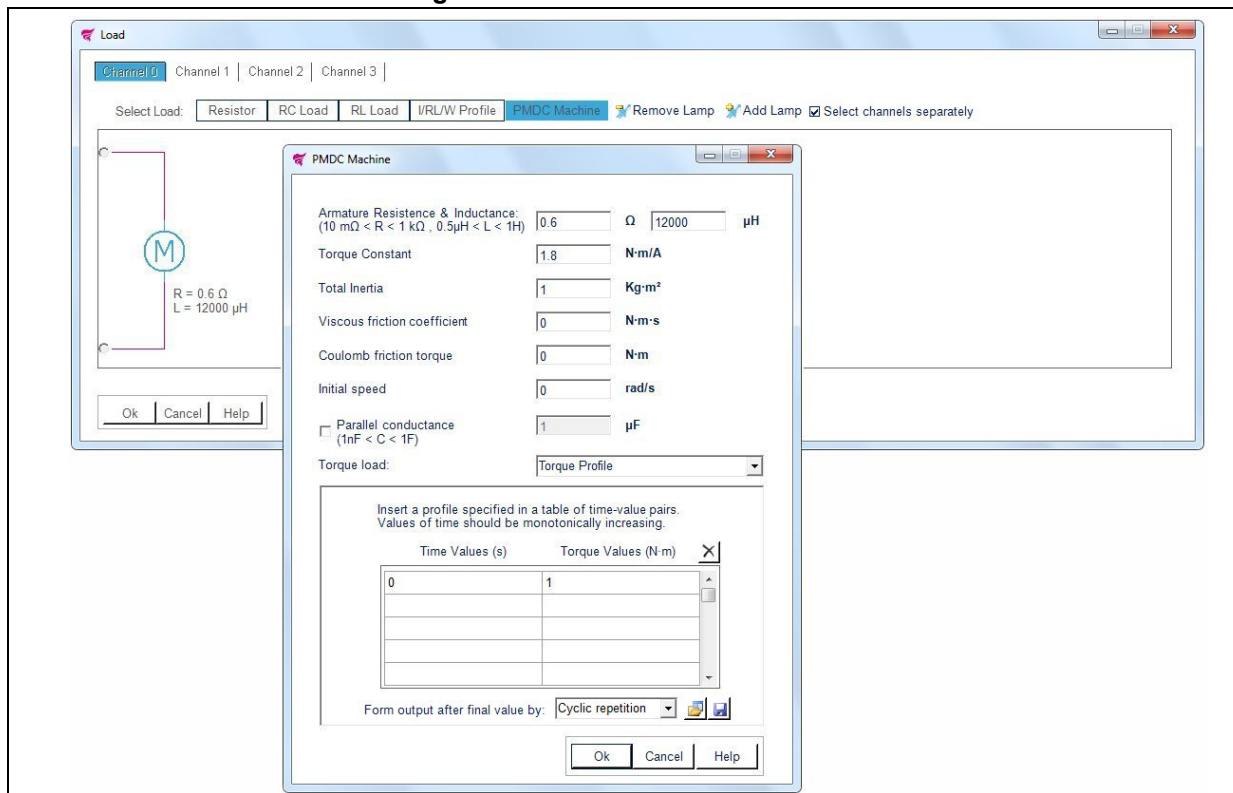 Load
Channel 0 Channel 1 Channel 2 Channel 3
Select Load: Resistor RC Load RL Load I/RL/W Profile PMDC Machine Remove Lamp Add Lamp Select channels separately
M
R = 0.6 Ω
L = 12000 µH
Ok Cancel Help
PMDC Machine
Armature Resistence & Inductance:
(10 mΩ < R < 1 kΩ , 0.5µH < L < 1H) 0.6 Ω 12000 µH
Torque Constant 1.8 N·m/A
Total Inertia 1 Kg·m²
Viscous friction coefficient 0 N·m·s
Coulomb friction torque 0 N·m
Initial speed 0 rad/s
Parallel conductance 1 µF
(1nF < C < 1F)
Torque load: Torque Profile
Insert a profile specified in a table of time-value pairs.
Values of time should be monotonically increasing.
Time Values (s) Torque Values (N·m)
0 1
Form output after final value by: Cyclic repetition
Ok Cancel Help